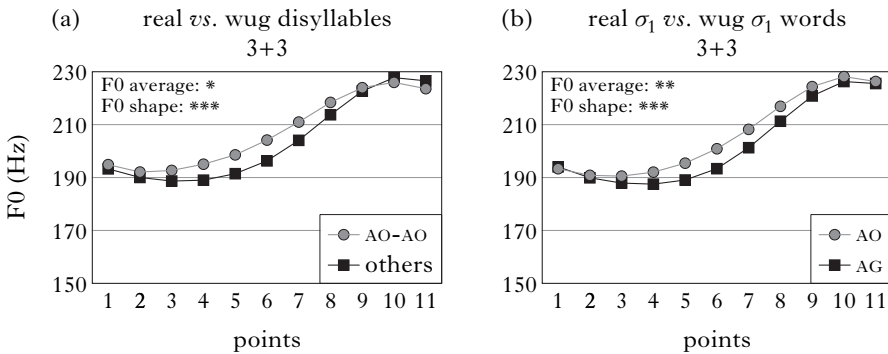 (a) real vs. wug disyllables
3+3
F0 average: *
F0 shape: ***
F0 (Hz)
230
210
190
170
150
AO-AO
others
1 2 3 4 5 6 7 8 9 10 11
points
(b) real σ1 vs. wug σ1 words
3+3
F0 average: **
F0 shape: ***
230
210
190
170
150
AO
AG
1 2 3 4 5 6 7 8 9 10 11
points